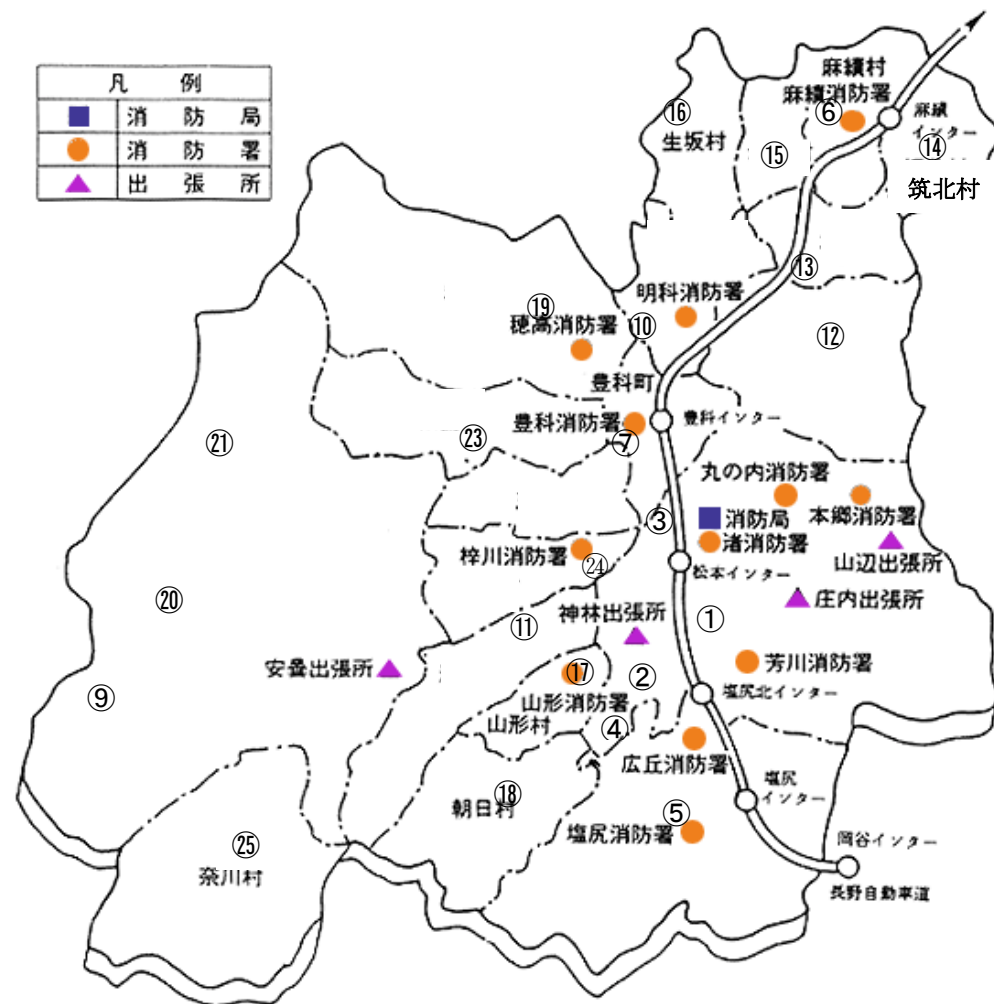 凡 例
消防局
消防署
出張所
麻績村
麻績消防署
⑥
麻績
インター
⑭
筑北村
⑯
生坂村
⑮
⑬
⑫
明科消防署
⑩
⑲
穂高消防署
豊科町
豊科消防署
⑦
豊科インター
㉑
㉓
丸の内消防署
消防局
本郷消防署
③
渚消防署
山辺出張所
松本インター
梓川消防署
㉔
庄内出張所
⑳
⑪
神林出張所
①
安曇出張所
芳川消防署
⑨
⑰
②
山形消防署
塩尻北インター
山形村
④
広丘消防署
⑱
朝日村
塩尻
インター
⑤
塩尻消防署
㉕
奈川村
岡谷インター
長野自動車道